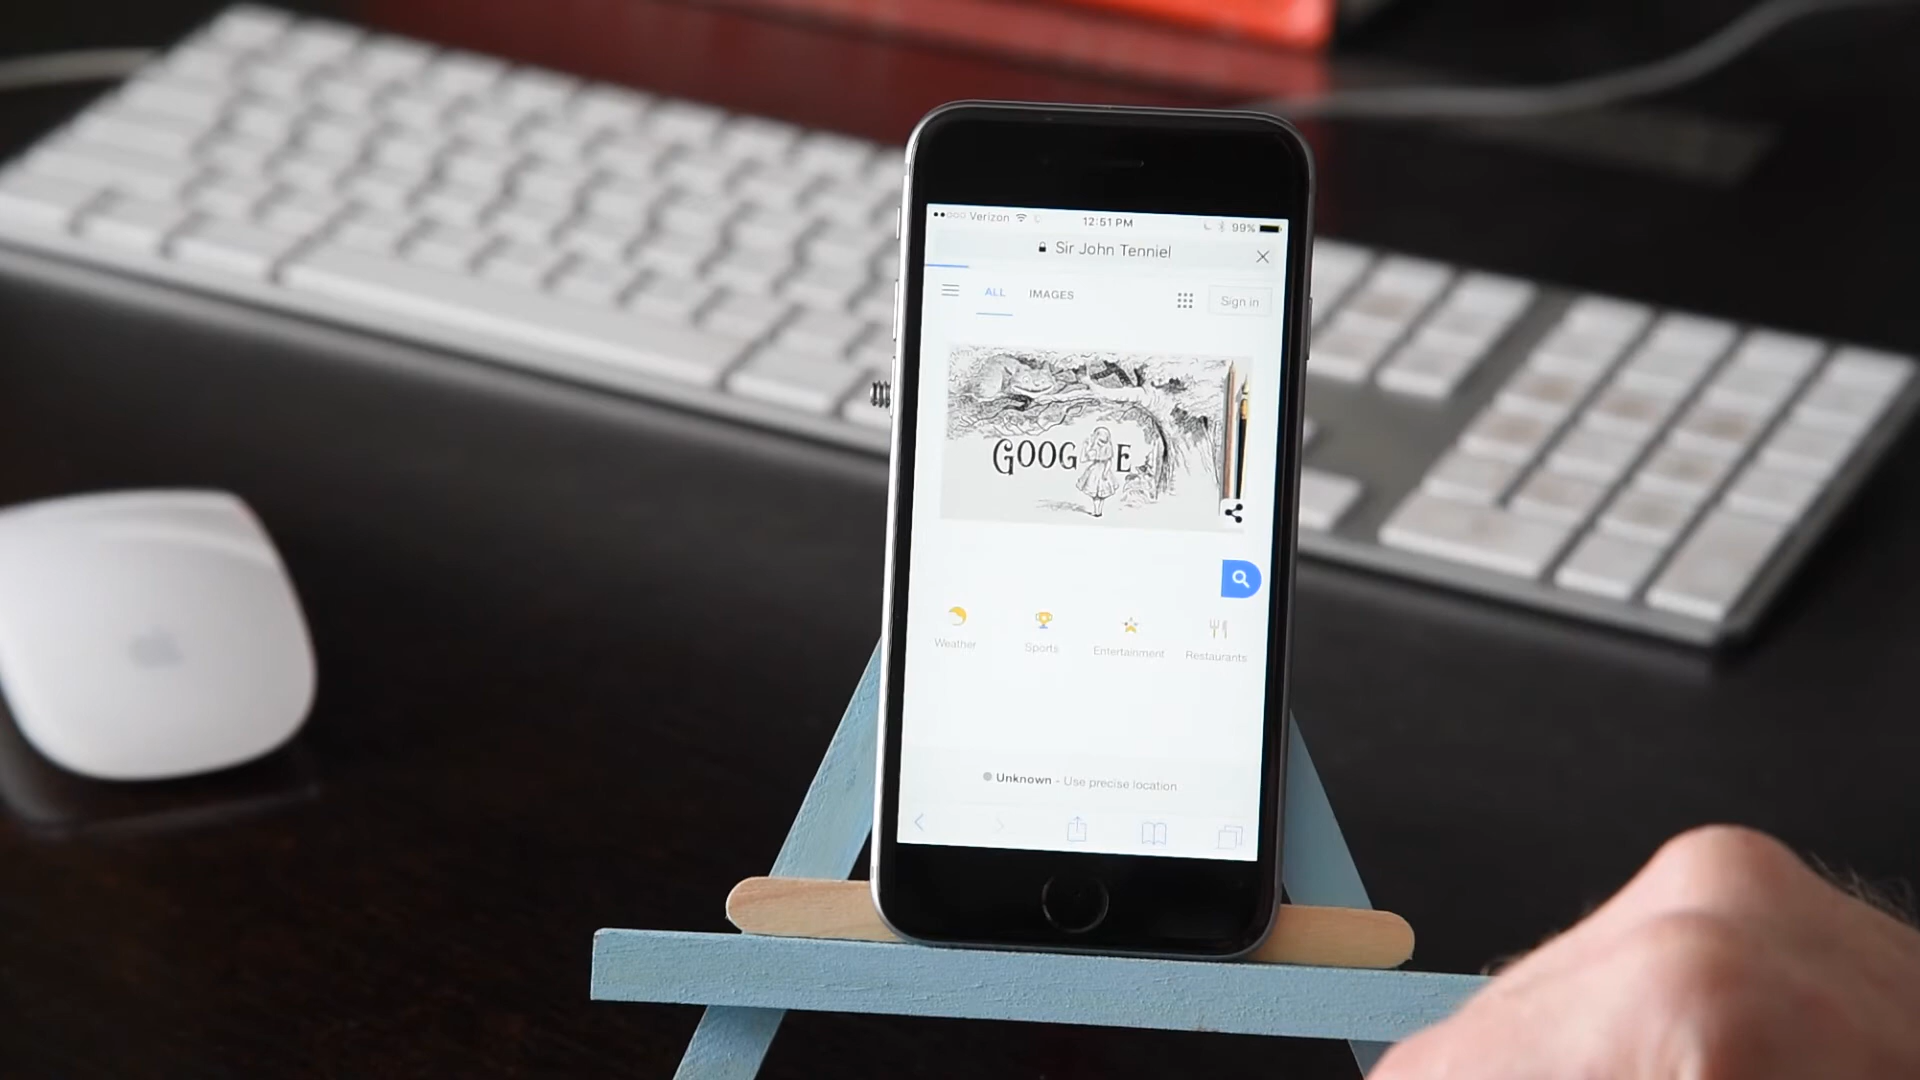 Verizon 12:51 PM 99%
Sir John Tenniel
ALL IMAGES Sign in
GOOG E
Weather Sports Entertainment Restaurants
Unknown - Use precise location